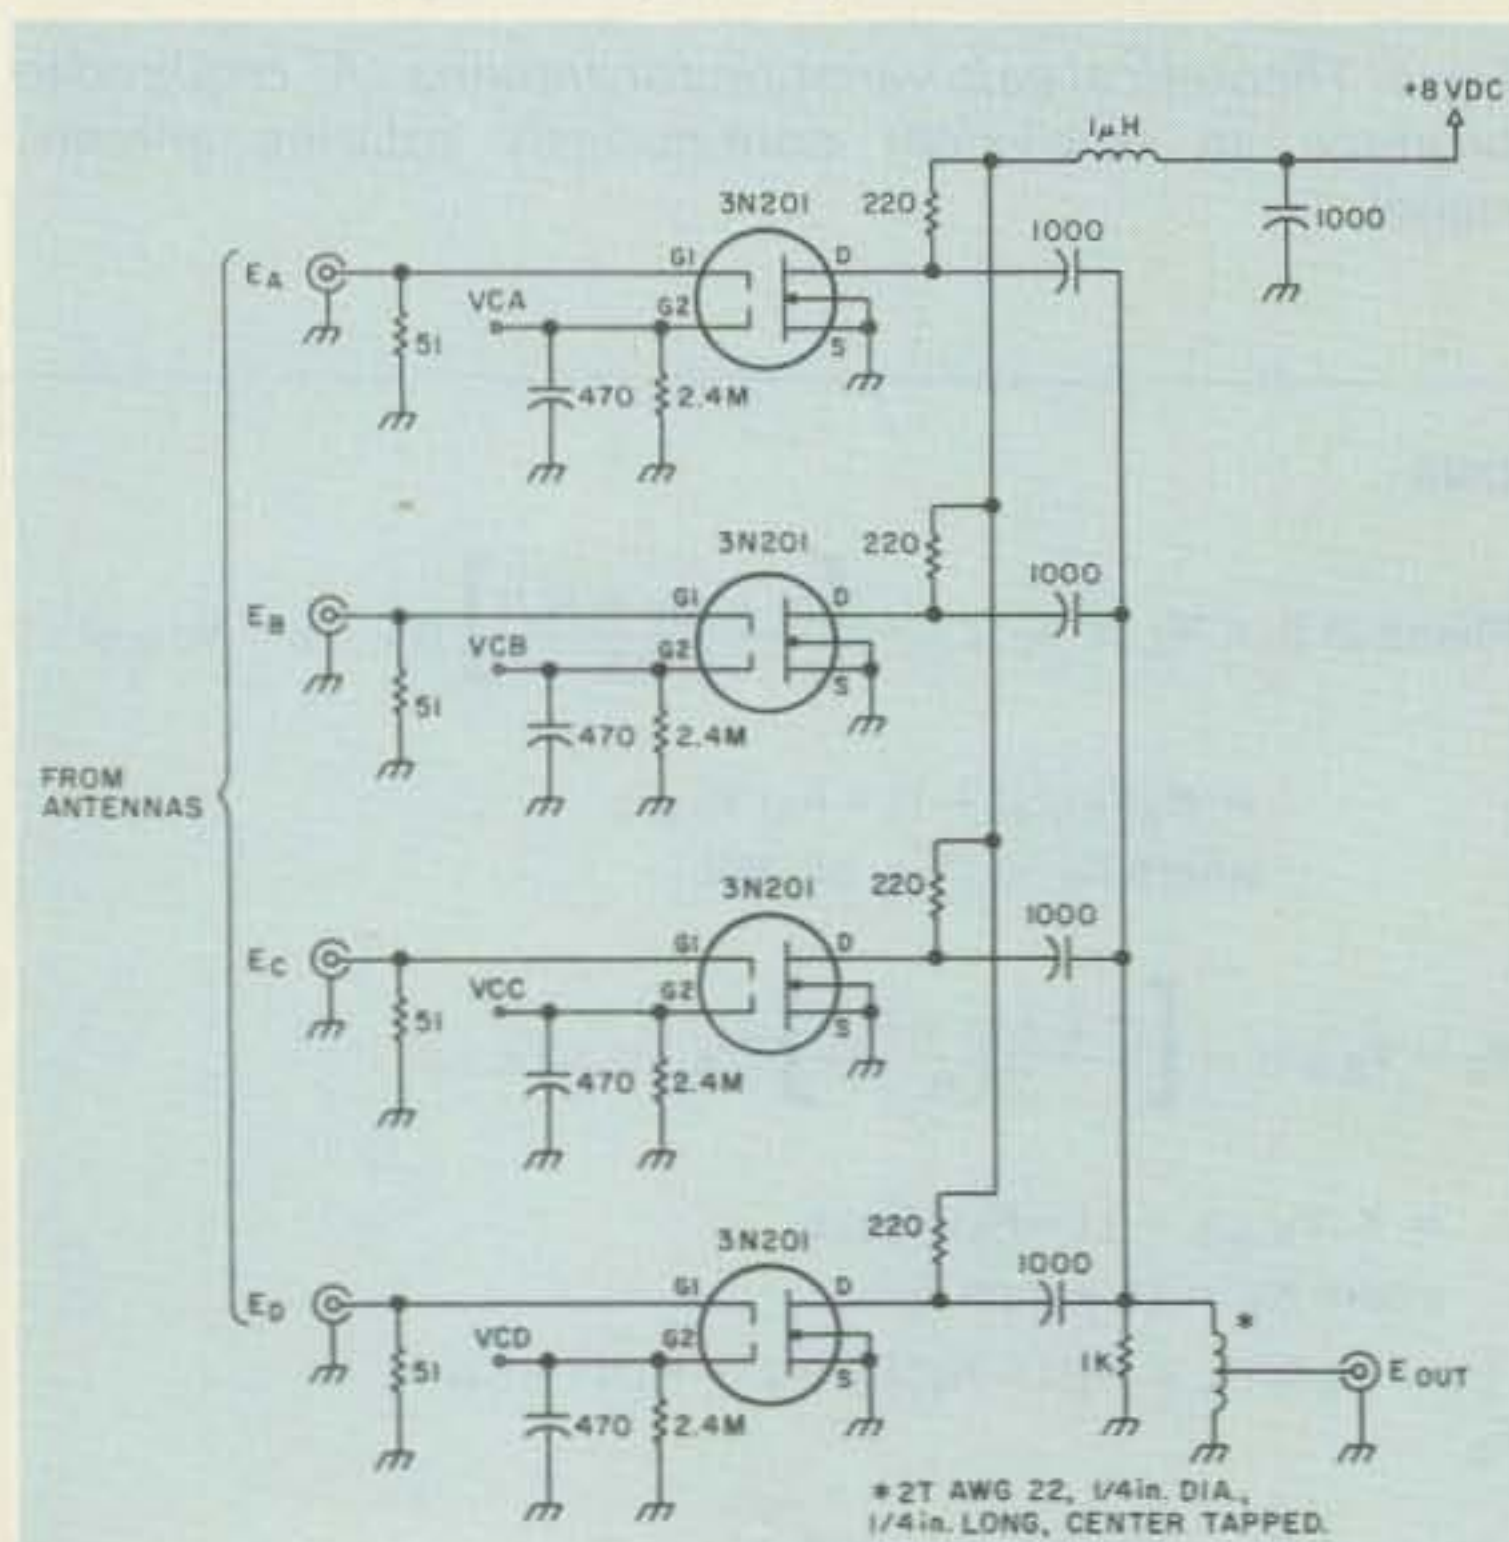 +8 VDC
1µH
1000
3N201
220
1000
EA
G1
D
VCA
G2
S
51
470
2.4M
3N201
220
1000
EB
G1
D
VCB
G2
S
51
470
2.4M
FROM
ANTENNAS
3N201
220
1000
EC
G1
D
VCC
G2
S
51
470
2.4M
3N201
220
1000
ED
G1
D
*
VCD
G2
S
51
1K
E OUT
470
2.4M
*2T AWG 22, 1/4in. DIA.,
1/4in. LONG, CENTER TAPPED.